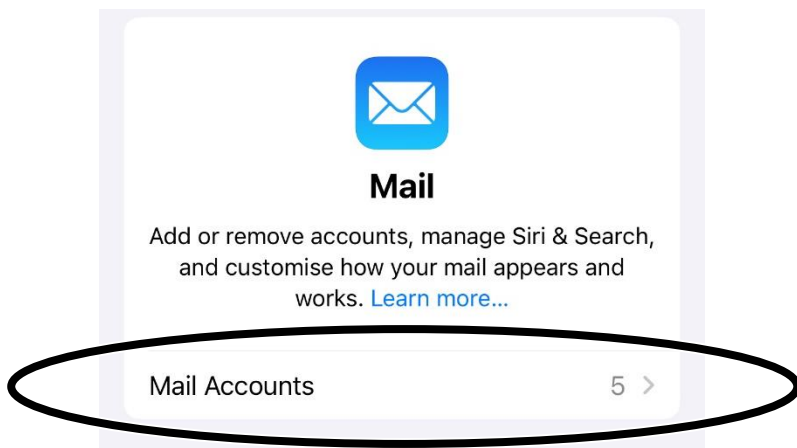 Mail
Add or remove accounts, manage Siri & Search,
and customise how your mail appears and
works. Learn more...
Mail Accounts 5